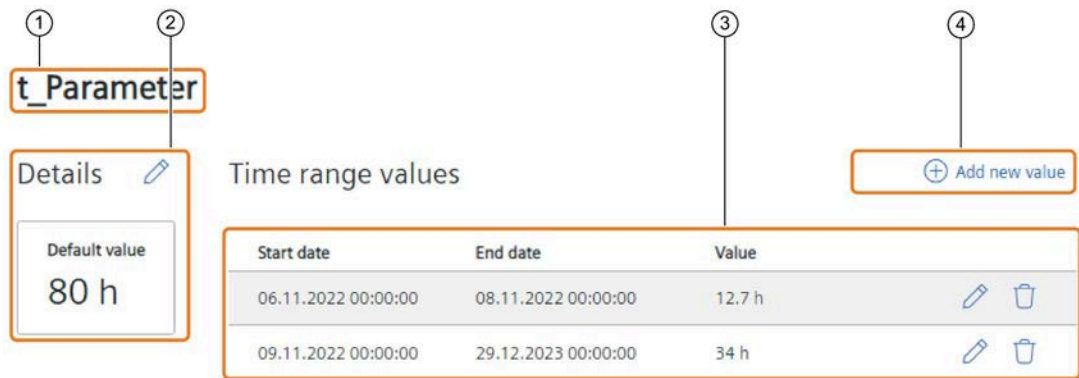 1 2 3 4
t_Parameter
Details Time range values Add new value
Default value
80 h
Start date End date Value
06.11.2022 00:00:00 08.11.2022 00:00:00 12.7 h
09.11.2022 00:00:00 29.12.2023 00:00:00 34 h